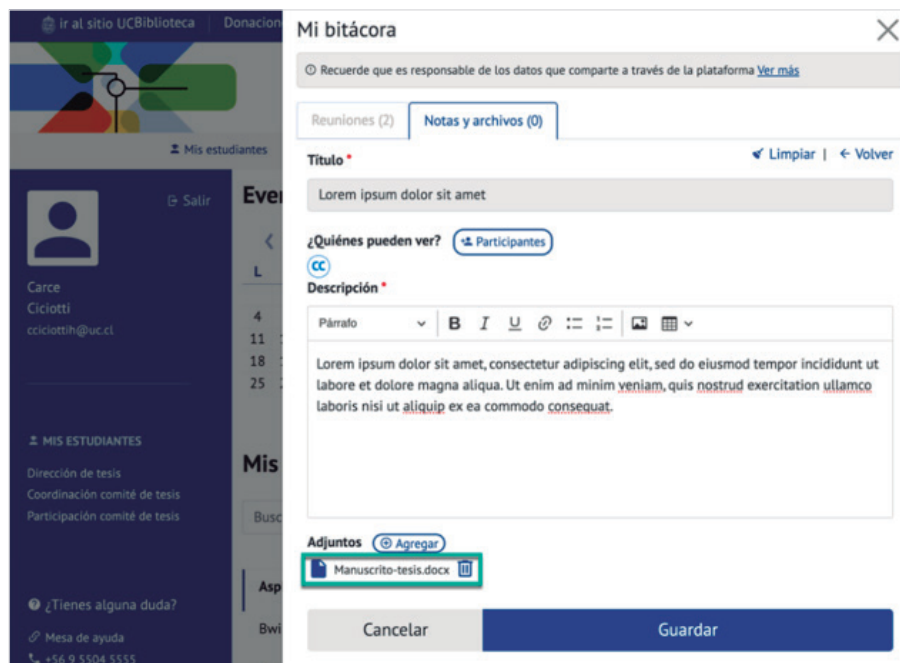 ir al sitio UCBiblioteca
Donacion
Mis estudiantes
Salir
Carce
Ciciotti
cciciottih@uc.cl
MIS ESTUDIANTES
Dirección de tesis
Coordinación comité de tesis
Participación comité de tesis
¿Tienes alguna duda?
Mesa de ayuda
+56 9 5504 5555
Ever
L
4
11
18
25
Mis
Busc
Asp
Bwi
Mi bitácora
Recuerde que es responsable de los datos que comparte a través de la plataforma Ver más
Reuniones (2) Notas y archivos (0)
Limpiar | Volver
Título *
Lorem ipsum dolor sit amet
¿Quiénes pueden ver? Participantes
CC
Descripción *
Párrafo B I U
Lorem ipsum dolor sit amet, consectetur adipiscing elit, sed do eiusmod tempor incididunt ut
labore et dolore magna aliqua. Ut enim ad minim veniam, quis nostrud exercitation ullamco
laboris nisi ut aliquip ex ea commodo consequat.
Adjuntos Agregar
Manuscrito-tesis.docx
Cancelar Guardar